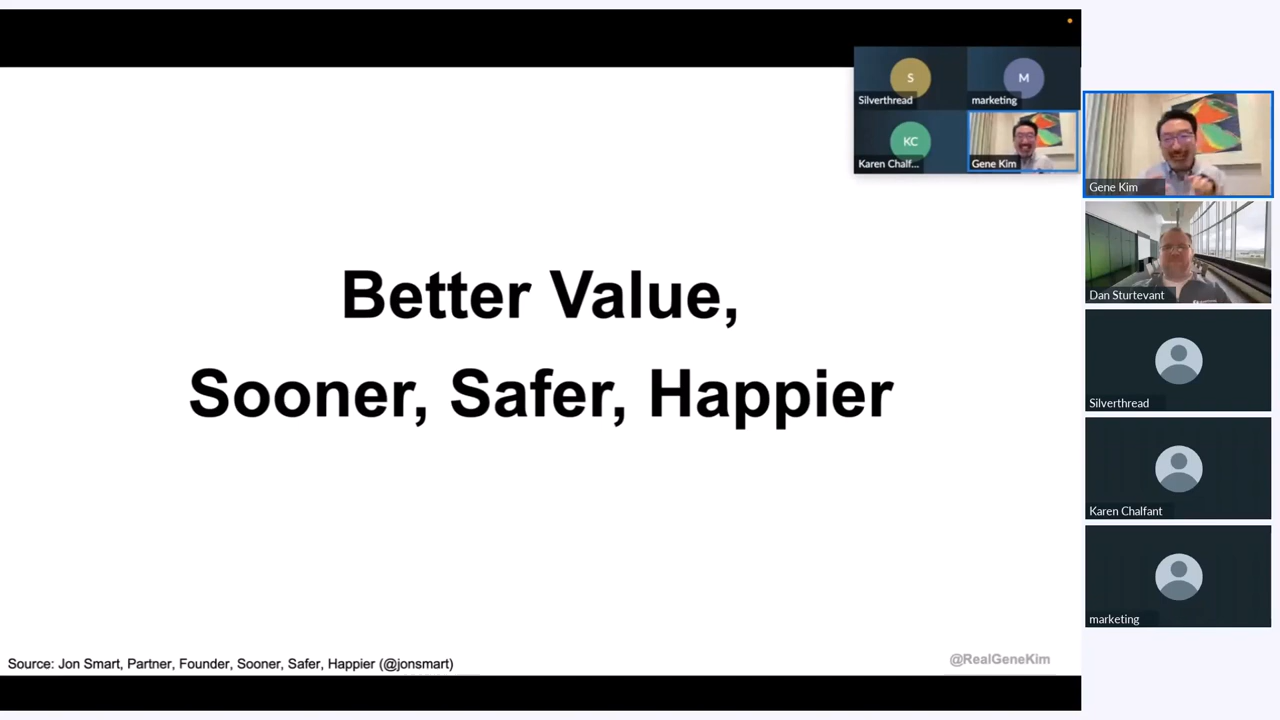 S
M
Silverthread
marketing
KC
Karen Chalf...
Gene Kim
Better Value,
Sooner, Safer, Happier
Source: Jon Smart, Partner, Founder, Sooner, Safer, Happier (@jonsmart)
@RealGeneKim
Gene Kim
Dan Sturtevant
Silverthread
Karen Chalfant
marketing